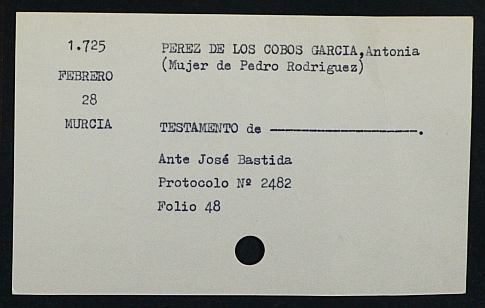 1.725
FEBRERO
28
MURCIA
PEREZ DE LOS COBOS GARCIA,Antonia
(Mujer de Pedro Rodriguez)
TESTAMENTO de ———————————————.
Ante José Bastida
Protocolo Nº 2482
Folio 48